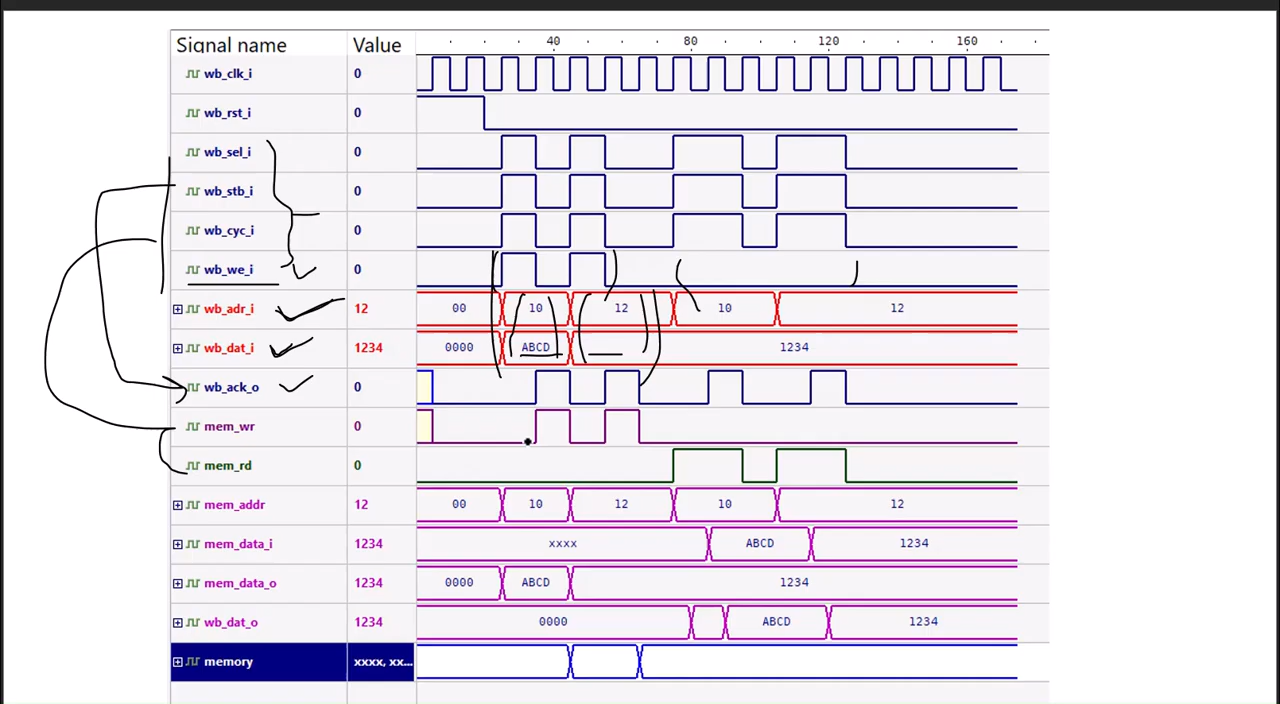 Signal name Value 40 80 120 160
wb_clk_i 0
wb_rst_i 0
wb_sel_i 0
wb_stb_i 0
wb_cyc_i 0
wb_we_i 0
wb_adr_i 12 00 10 12 10 12
wb_dat_i 1234 0000 ABCD 1234
wb_ack_o 0
mem_wr 0
mem_rd 0
mem_addr 12 00 10 12 10 12
mem_data_i 1234 xxxx ABCD 1234
mem_data_o 1234 0000 ABCD 1234
wb_dat_o 1234 0000 ABCD 1234
memory xxxx, xx...